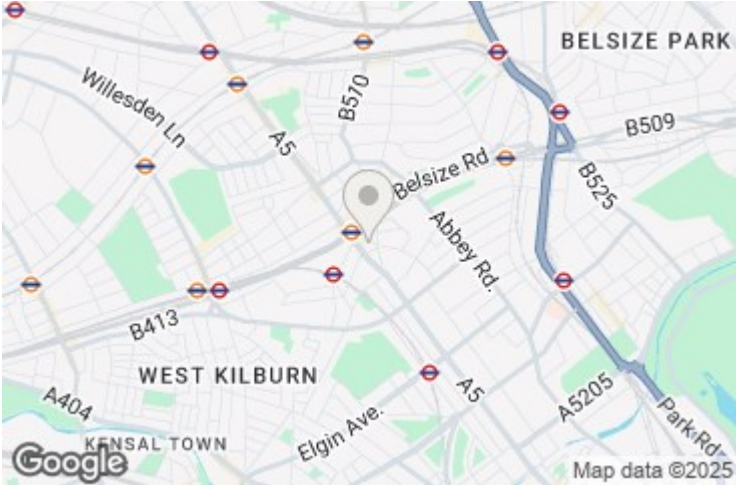 BELSIZE PARK
Willesden Ln
B570
A5
B509
Belsize Rd
B525
Abbey Rd.
B413
WEST KILBURN
A5
A404
A5205
Elgin Ave.
Park Rd
KENSAL TOWN
Google
Map data ©2025